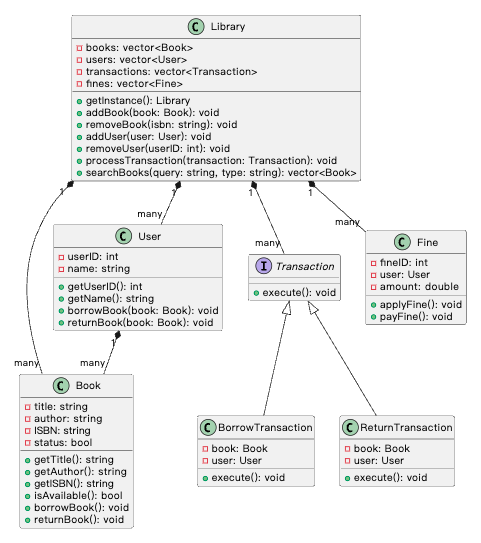 C Library
books: vector<Book>
users: vector<User>
transactions: vector<Transaction>
fines: vector<Fine>
getInstance(): Library
addBook(book: Book): void
removeBook(isbn: string): void
addUser(user: User): void
removeUser(userID: int): void
processTransaction(transaction: Transaction): void
searchBooks(query: string, type: string): vector<Book>
1
1
1
1
many
many
many
C User
userID: int
name: string
getUserID(): int
getName(): string
borrowBook(book: Book): void
returnBook(book: Book): void
I Transaction
execute(): void
C Fine
fineID: int
user: User
amount: double
applyFine(): void
payFine(): void
1
many
many
C Book
title: string
author: string
ISBN: string
status: bool
getTitle(): string
getAuthor(): string
getISBN(): string
isAvailable(): bool
borrowBook(): void
returnBook(): void
C BorrowTransaction
book: Book
user: User
execute(): void
C ReturnTransaction
book: Book
user: User
execute(): void